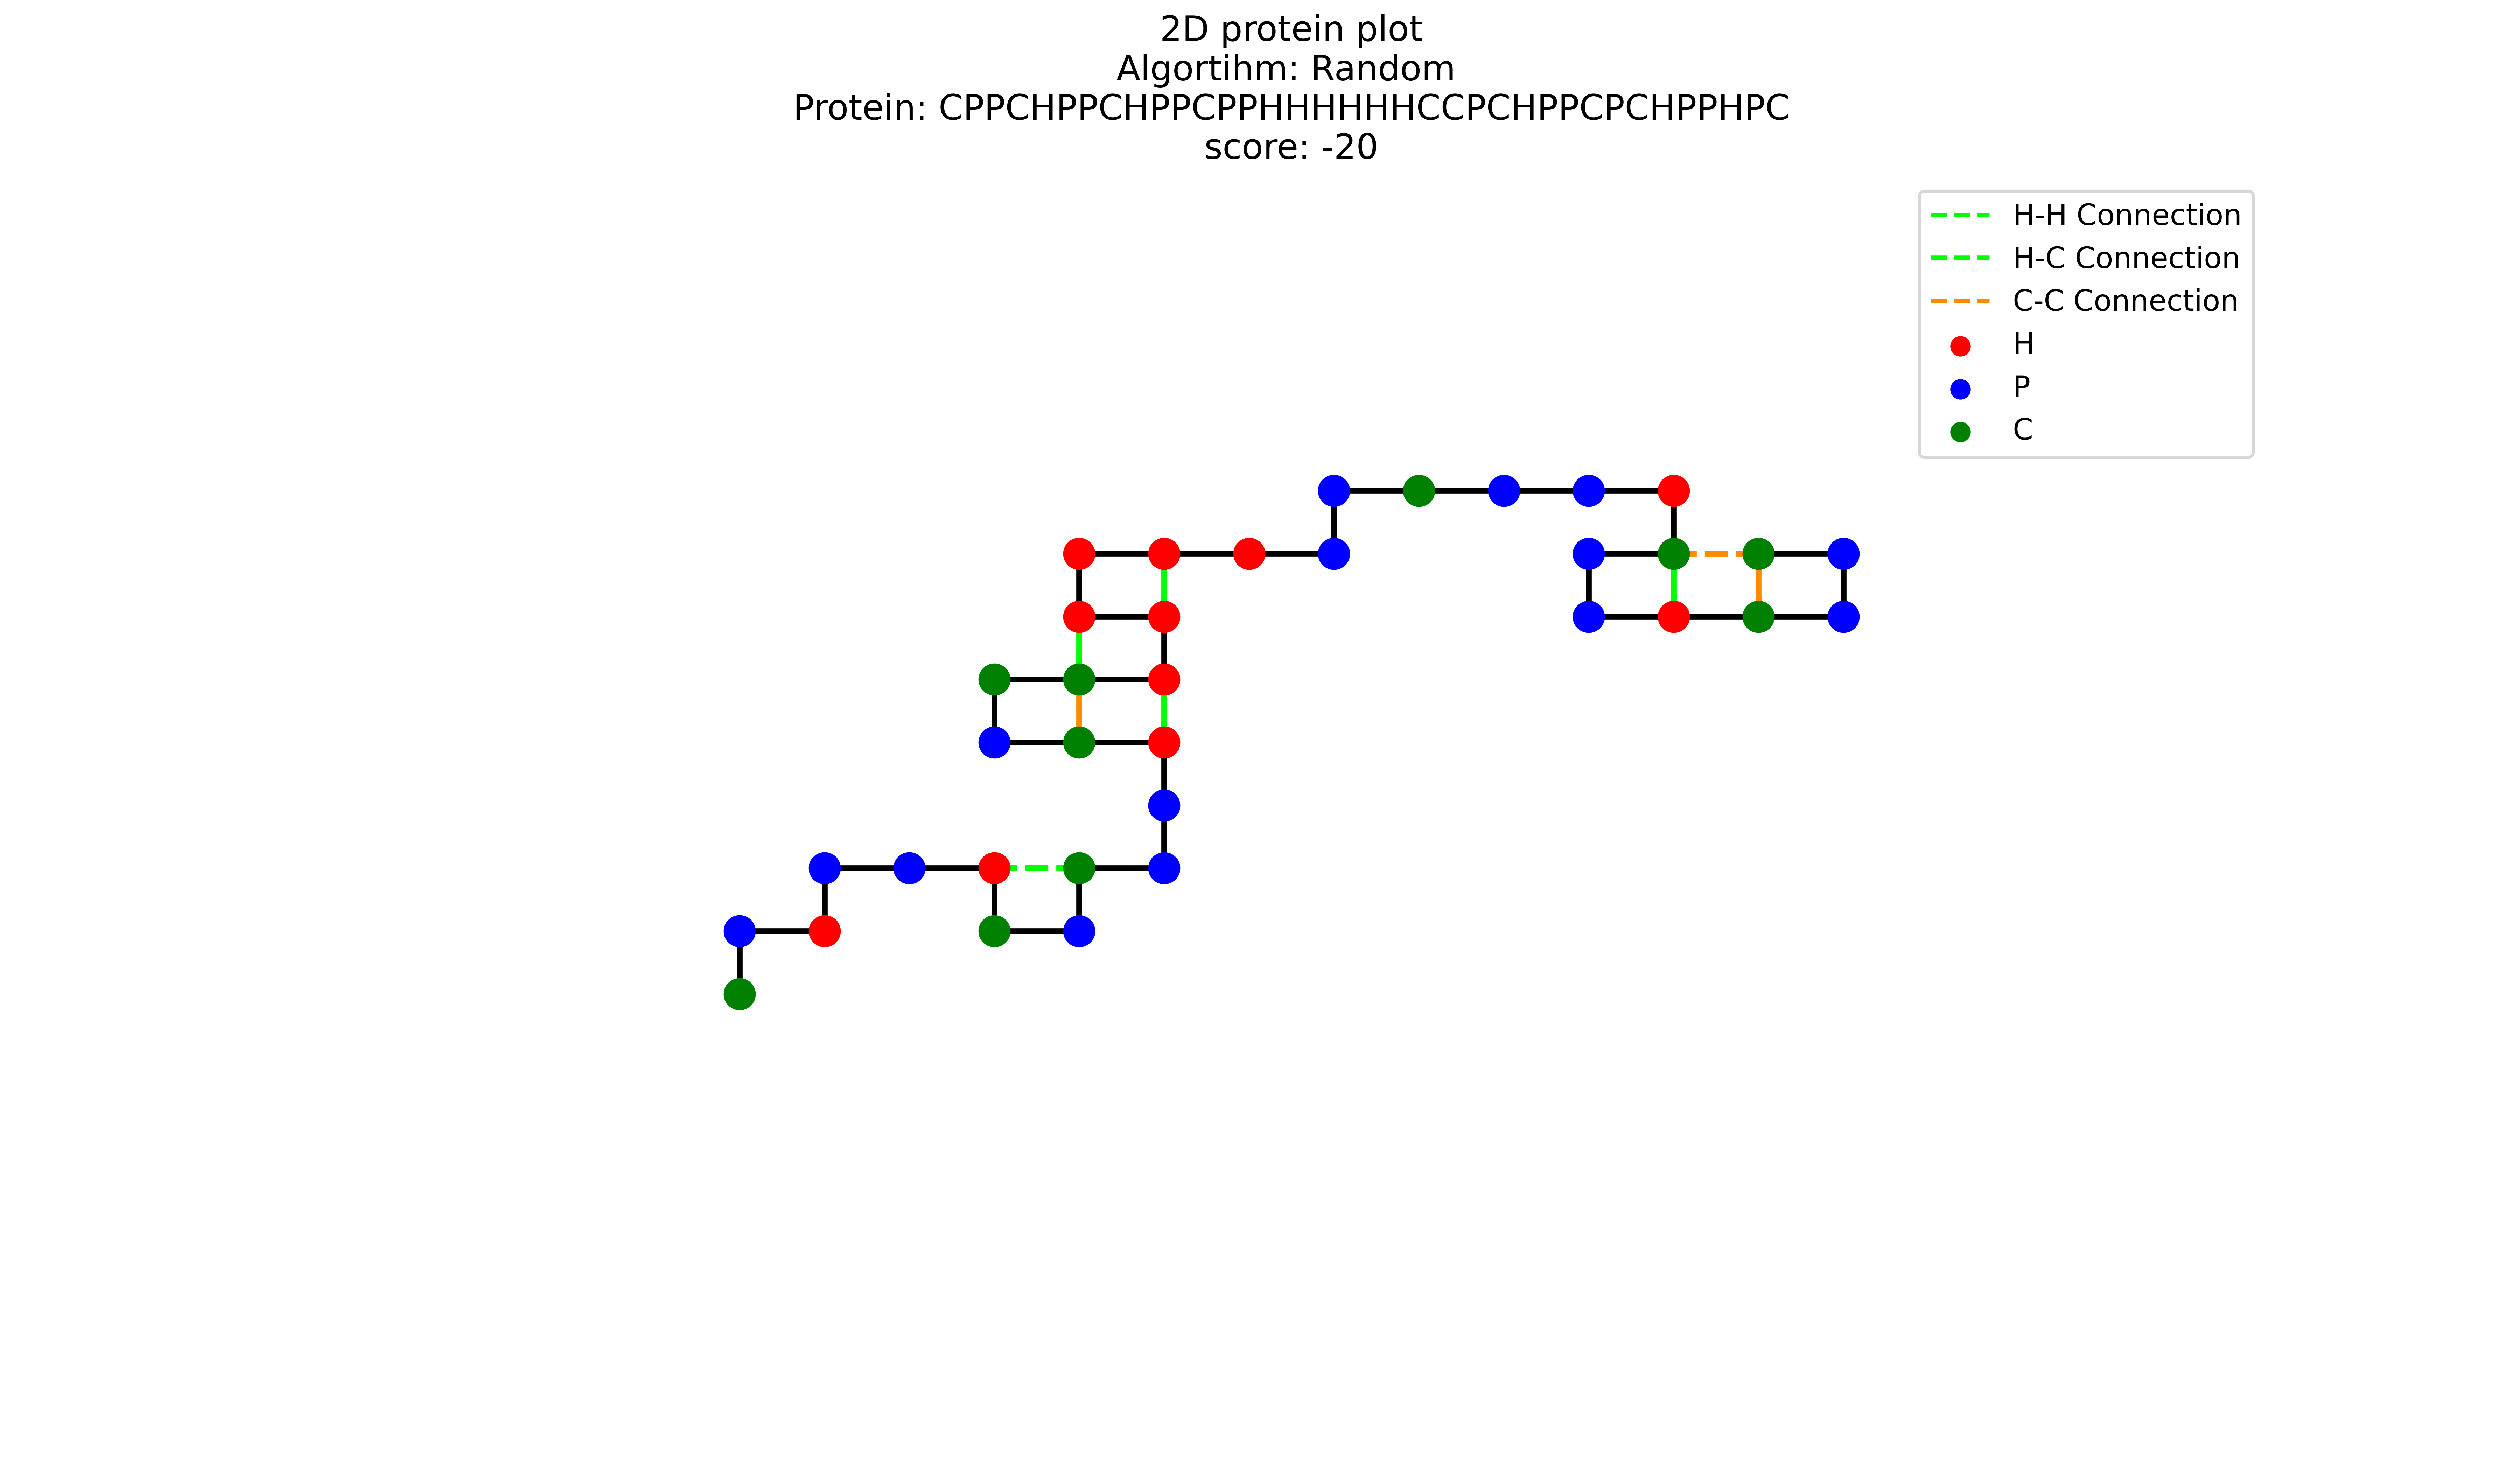 2D protein plot
Algortihm: Random
Protein: CPPCHPPCHPPCPPHHHHHHCCPCHPPCPCHPPHPC
score: -20
H-H Connection
H-C Connection
C-C Connection
H
P
C